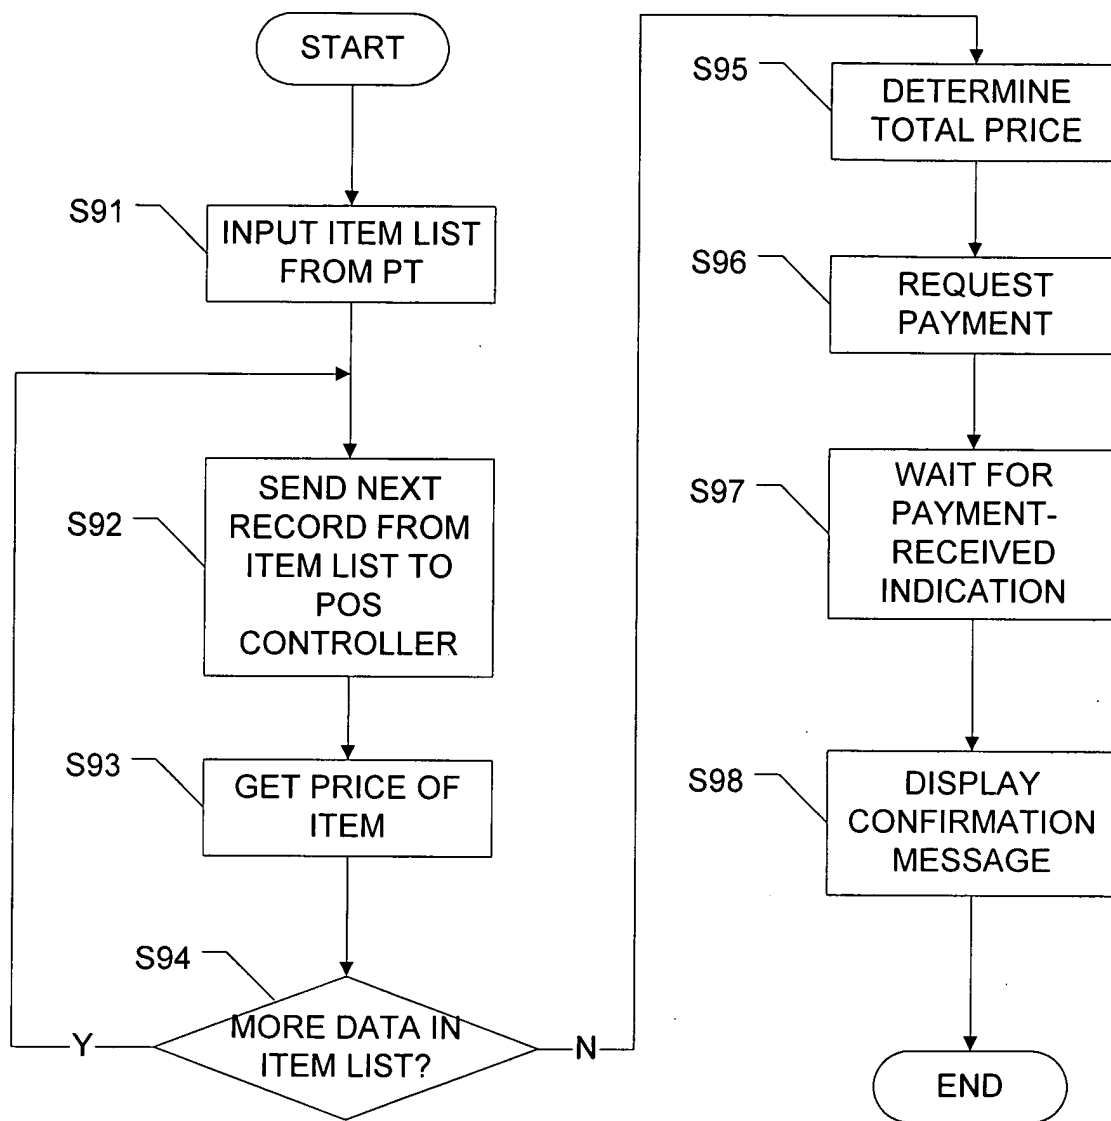 START
S91
INPUT ITEM LIST
FROM PT
S92
SEND NEXT
RECORD FROM
ITEM LIST TO
POS
CONTROLLER
S93
GET PRICE OF
ITEM
S94
MORE DATA IN
ITEM LIST?
Y
N
S95
DETERMINE
TOTAL PRICE
S96
REQUEST
PAYMENT
S97
WAIT FOR
PAYMENT-
RECEIVED
INDICATION
S98
DISPLAY
CONFIRMATION
MESSAGE
END